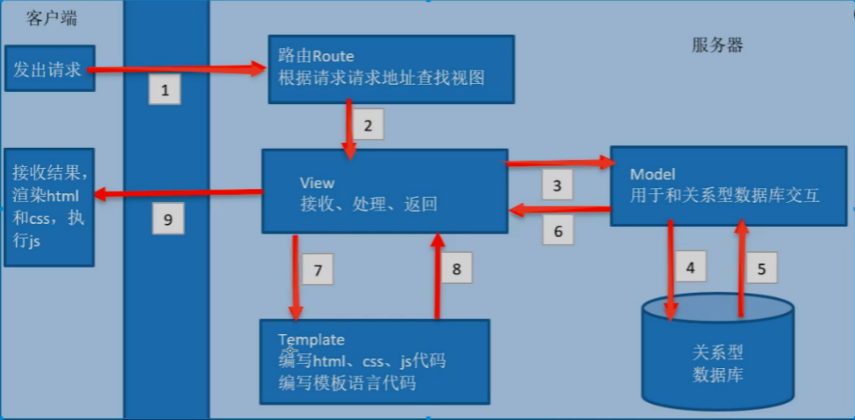 客户端
服务器
发出请求
1
路由Route
根据请求请求地址查找视图
2
接收结果，
渲染html
和css，执
行js
9
View
接收、处理、返回
3
6
Model
用于和关系型数据库交互
7
8
4
5
Template
编写html、css、js代码
编写模板语言代码
关系型
数据库